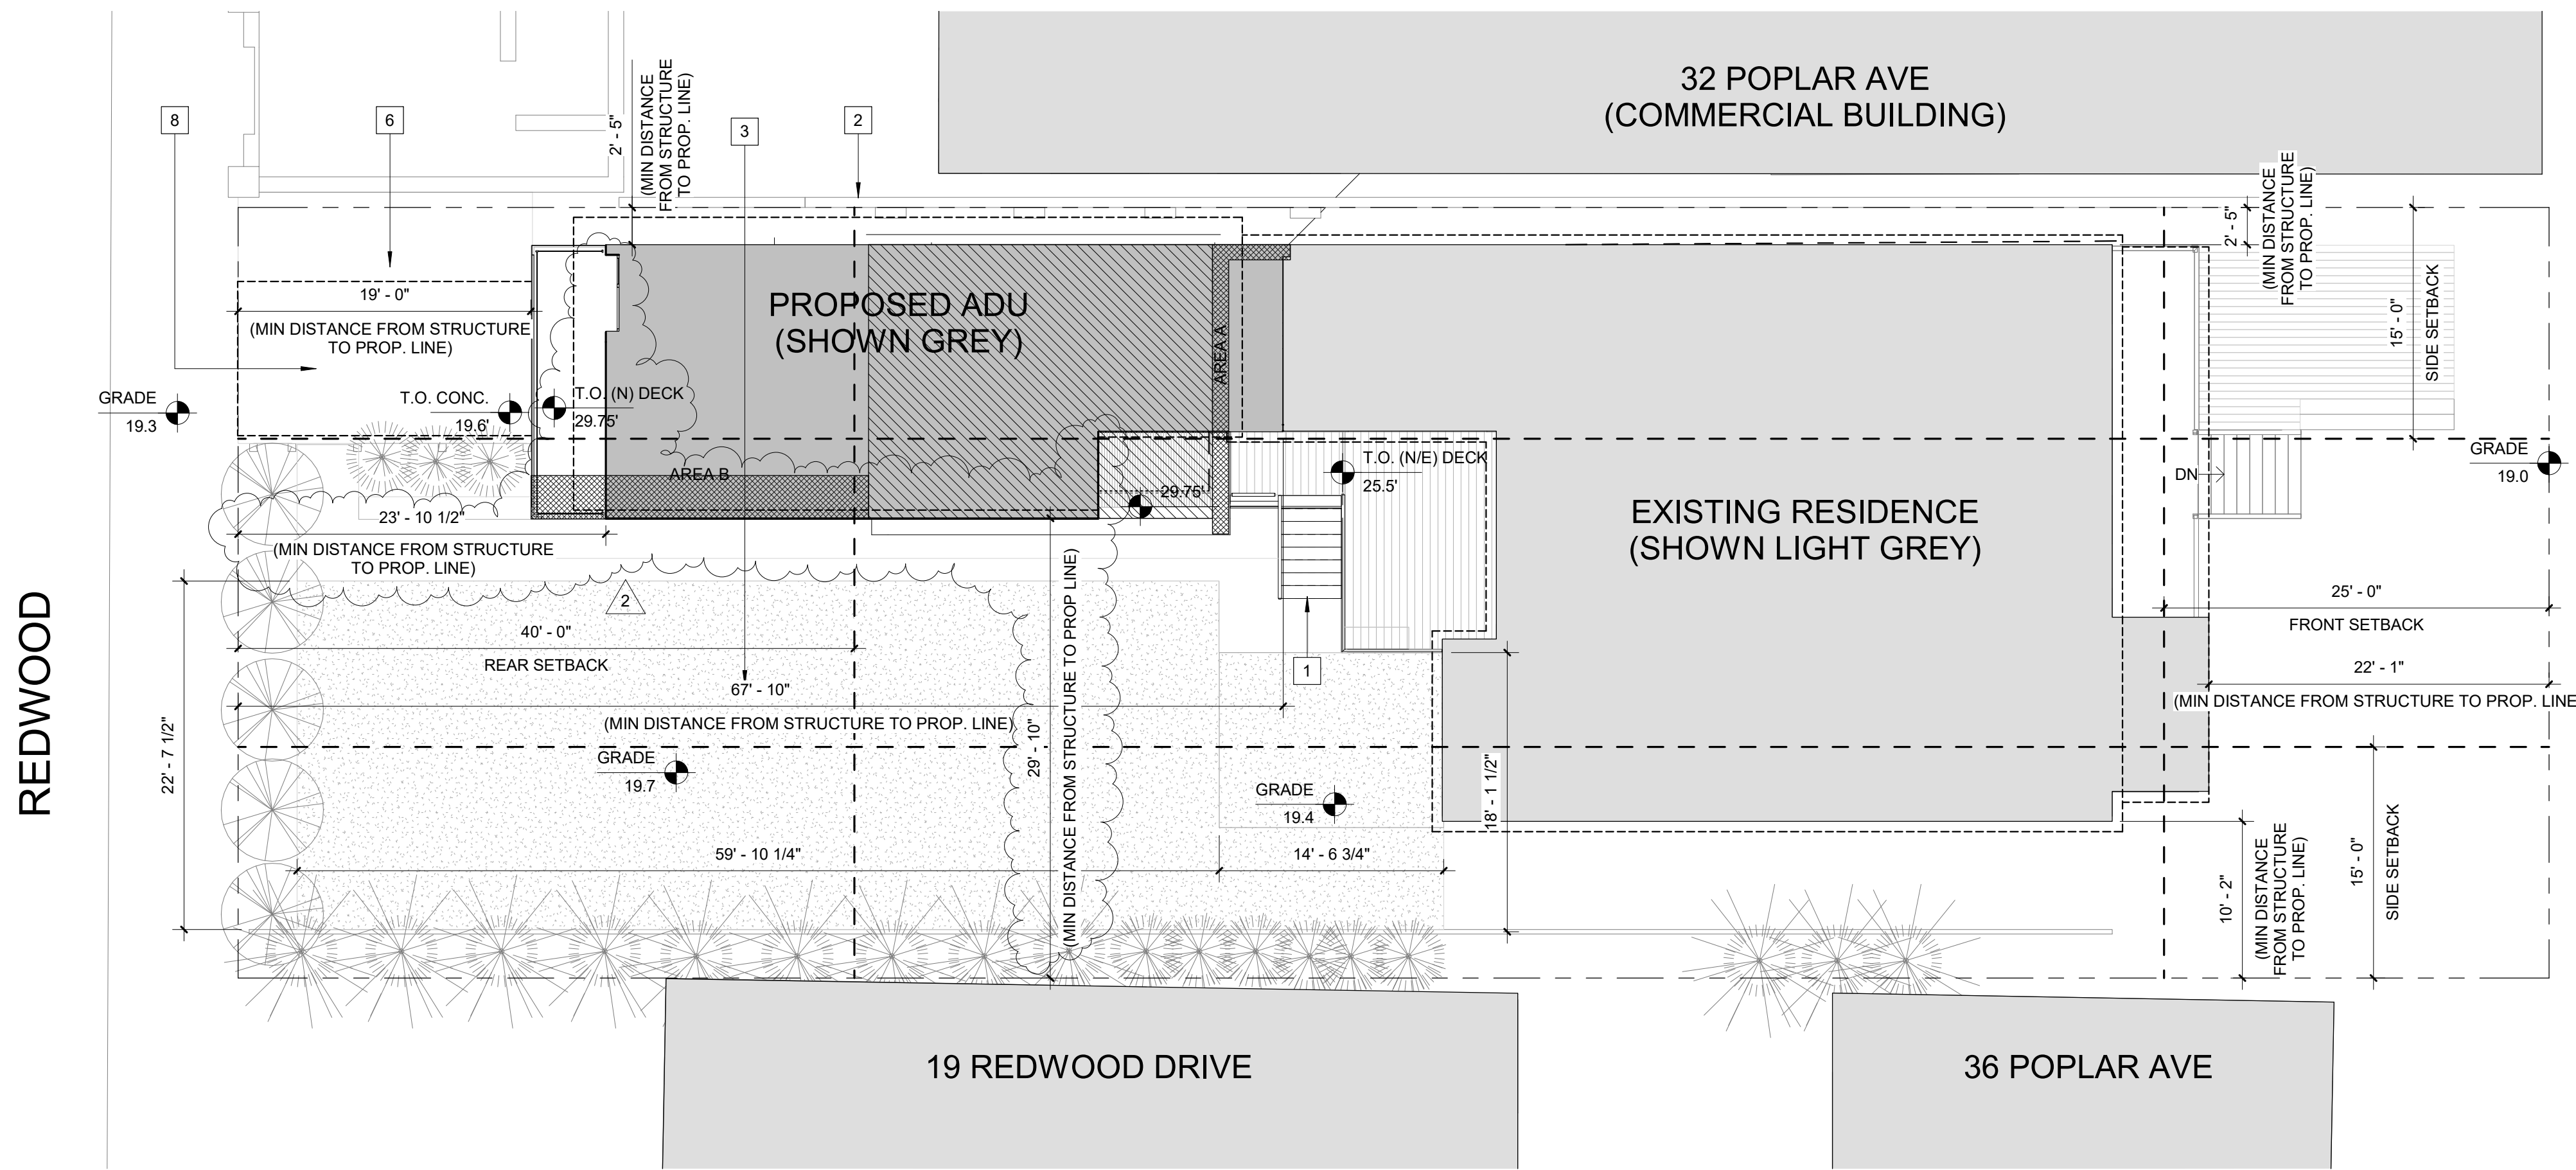 32 POPLAR AVE
(COMMERCIAL BUILDING)
8
6
3
2
2' - 5"
(MIN DISTANCE
FROM STRUCTURE
TO PROP. LINE)
2' - 5"
(MIN DISTANCE
FROM STRUCTURE
TO PROP. LINE)
15' - 0"
SIDE SETBACK
19' - 0"
(MIN DISTANCE FROM STRUCTURE
TO PROP. LINE)
PROPOSED ADU
(SHOWN GREY)
AREA A
GRADE
19.3
T.O. CONC.
19.6'
T.O. (N) DECK
29.75'
AREA B
29.75'
T.O. (N/E) DECK
25.5'
DN
GRADE
19.0
EXISTING RESIDENCE
(SHOWN LIGHT GREY)
23' - 10 1/2"
(MIN DISTANCE FROM STRUCTURE
TO PROP. LINE)
2
REDWOOD
40' - 0"
REAR SETBACK
67' - 10"
(MIN DISTANCE FROM STRUCTURE TO PROP. LINE)
1
25' - 0"
FRONT SETBACK
22' - 1"
(MIN DISTANCE FROM STRUCTURE TO PROP. LINE
22' - 7 1/2"
29' - 10"
(MIN DISTANCE FROM STRUCTURE TO PROP LINE)
GRADE
19.7
GRADE
19.4
18' - 1 1/2"
59' - 10 1/4"
14' - 6 3/4"
10' - 2"
(MIN DISTANCE
FROM STRUCTURE
TO PROP. LINE)
15' - 0"
SIDE SETBACK
19 REDWOOD DRIVE
36 POPLAR AVE